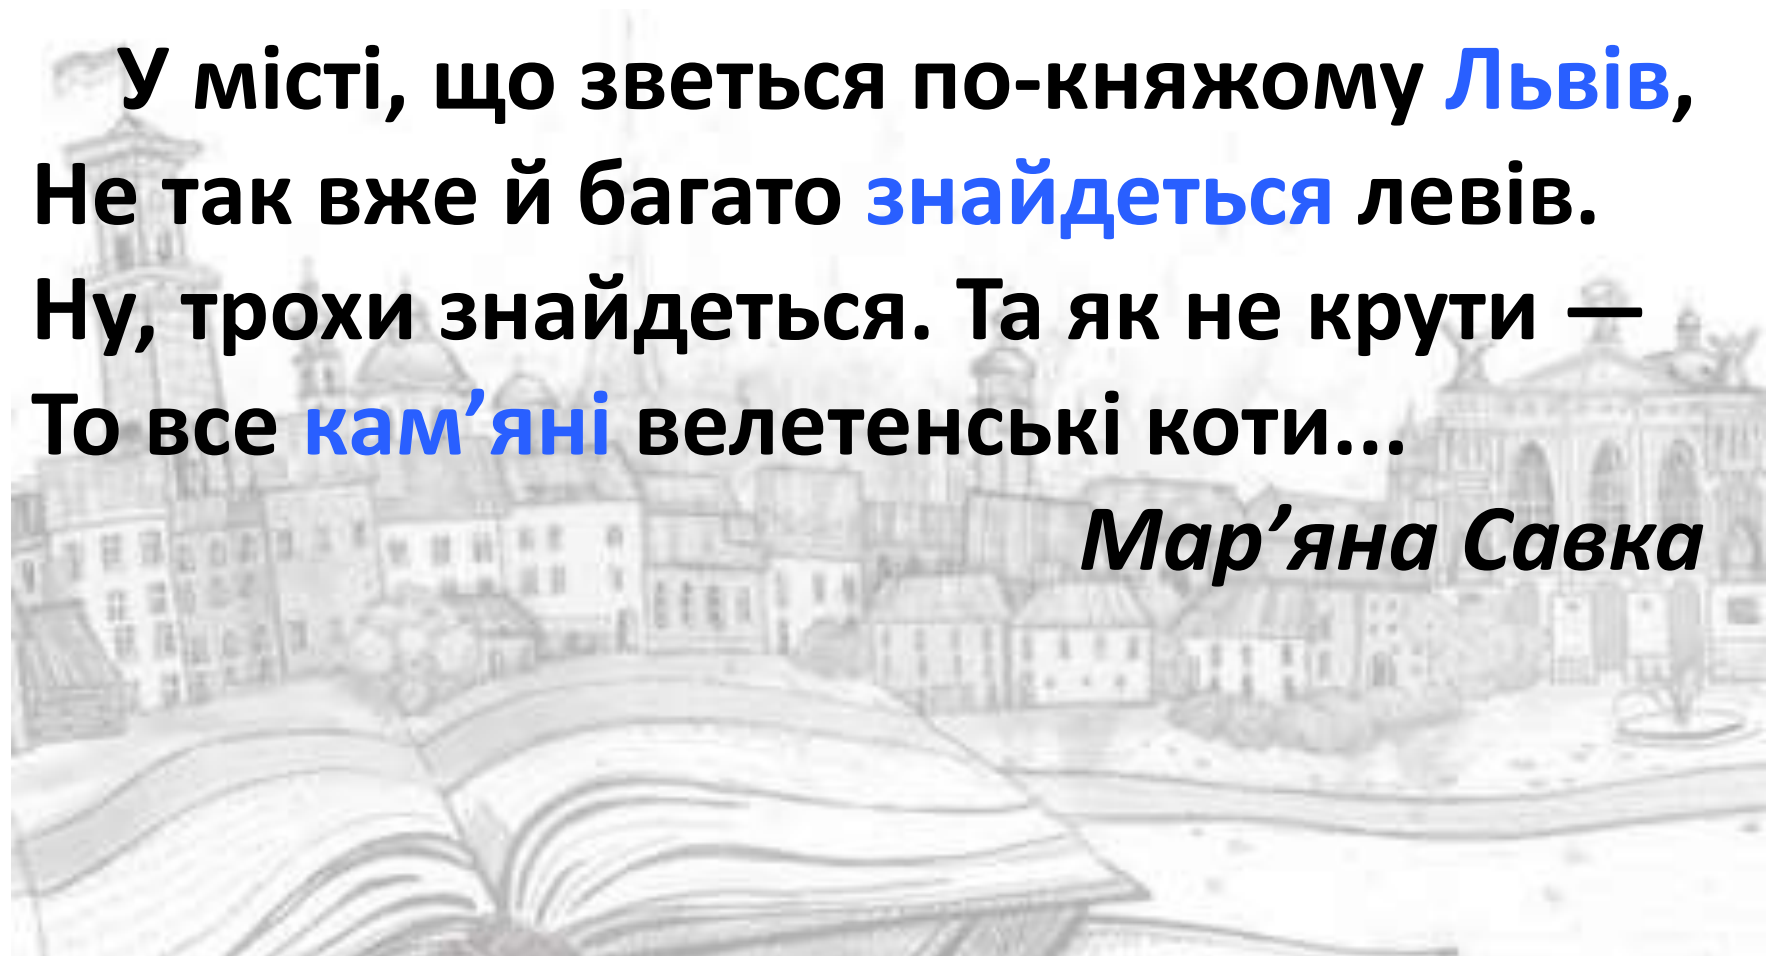 У місті, що зветься по-княжому Львів,
Не так вже й багато знайдеться левів.
Ну, трохи знайдеться. Та як не крути —
То все кам’яні велетенські коти...
Мар’яна Савка